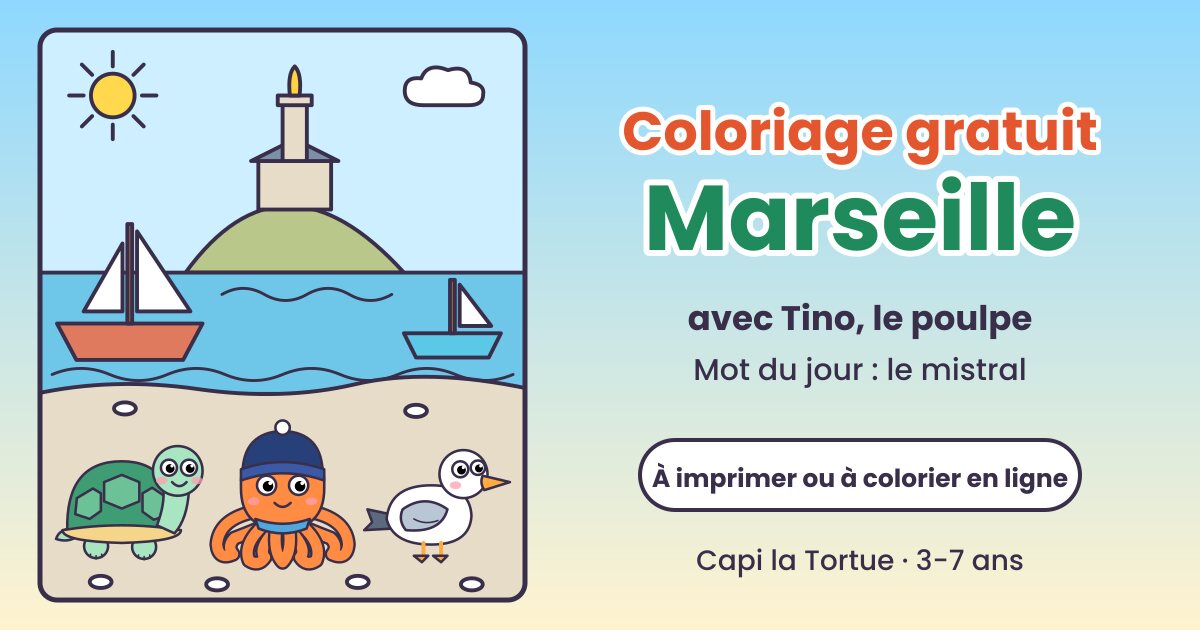 Coloriage gratuit
Marseille
avec Tino, le poulpe
Mot du jour : le mistral
À imprimer ou à colorier en ligne
Capi la Tortue · 3-7 ans